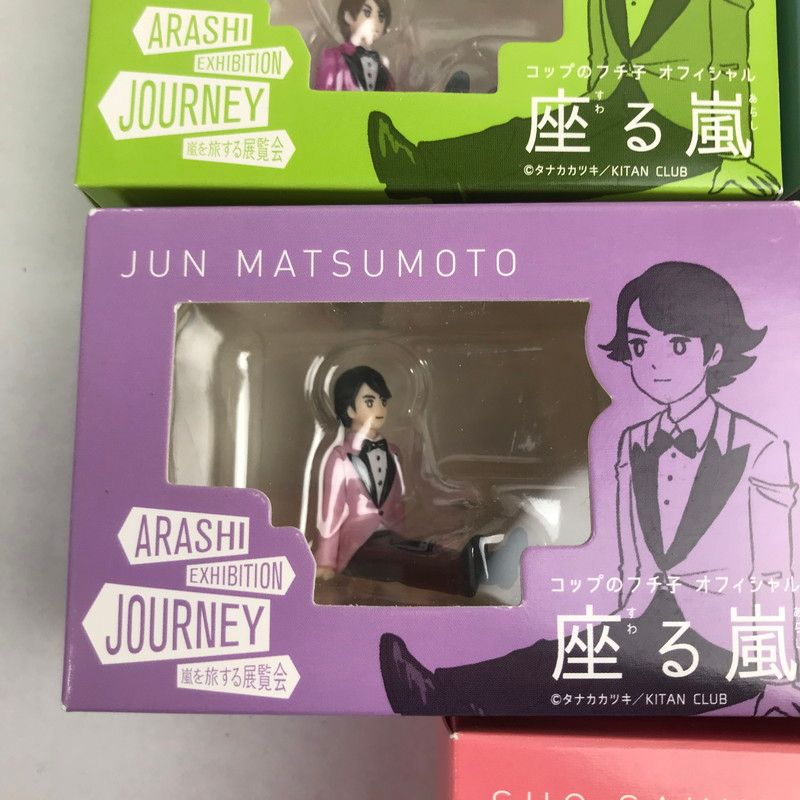 ARASHI
EXHIBITION
JOURNEY
嵐を旅する展覧会
コップのフチ子 オフィシャル
すわ
あらし
座る嵐
©タナカカツキ/KITAN CLUB
JUN MATSUMOTO
ARASHI
EXHIBITION
JOURNEY
嵐を旅する展覧会
コップのフチ子 オフィシャル
すわ
座る嵐
©タナカカツキ/KITAN CLUB
SHO